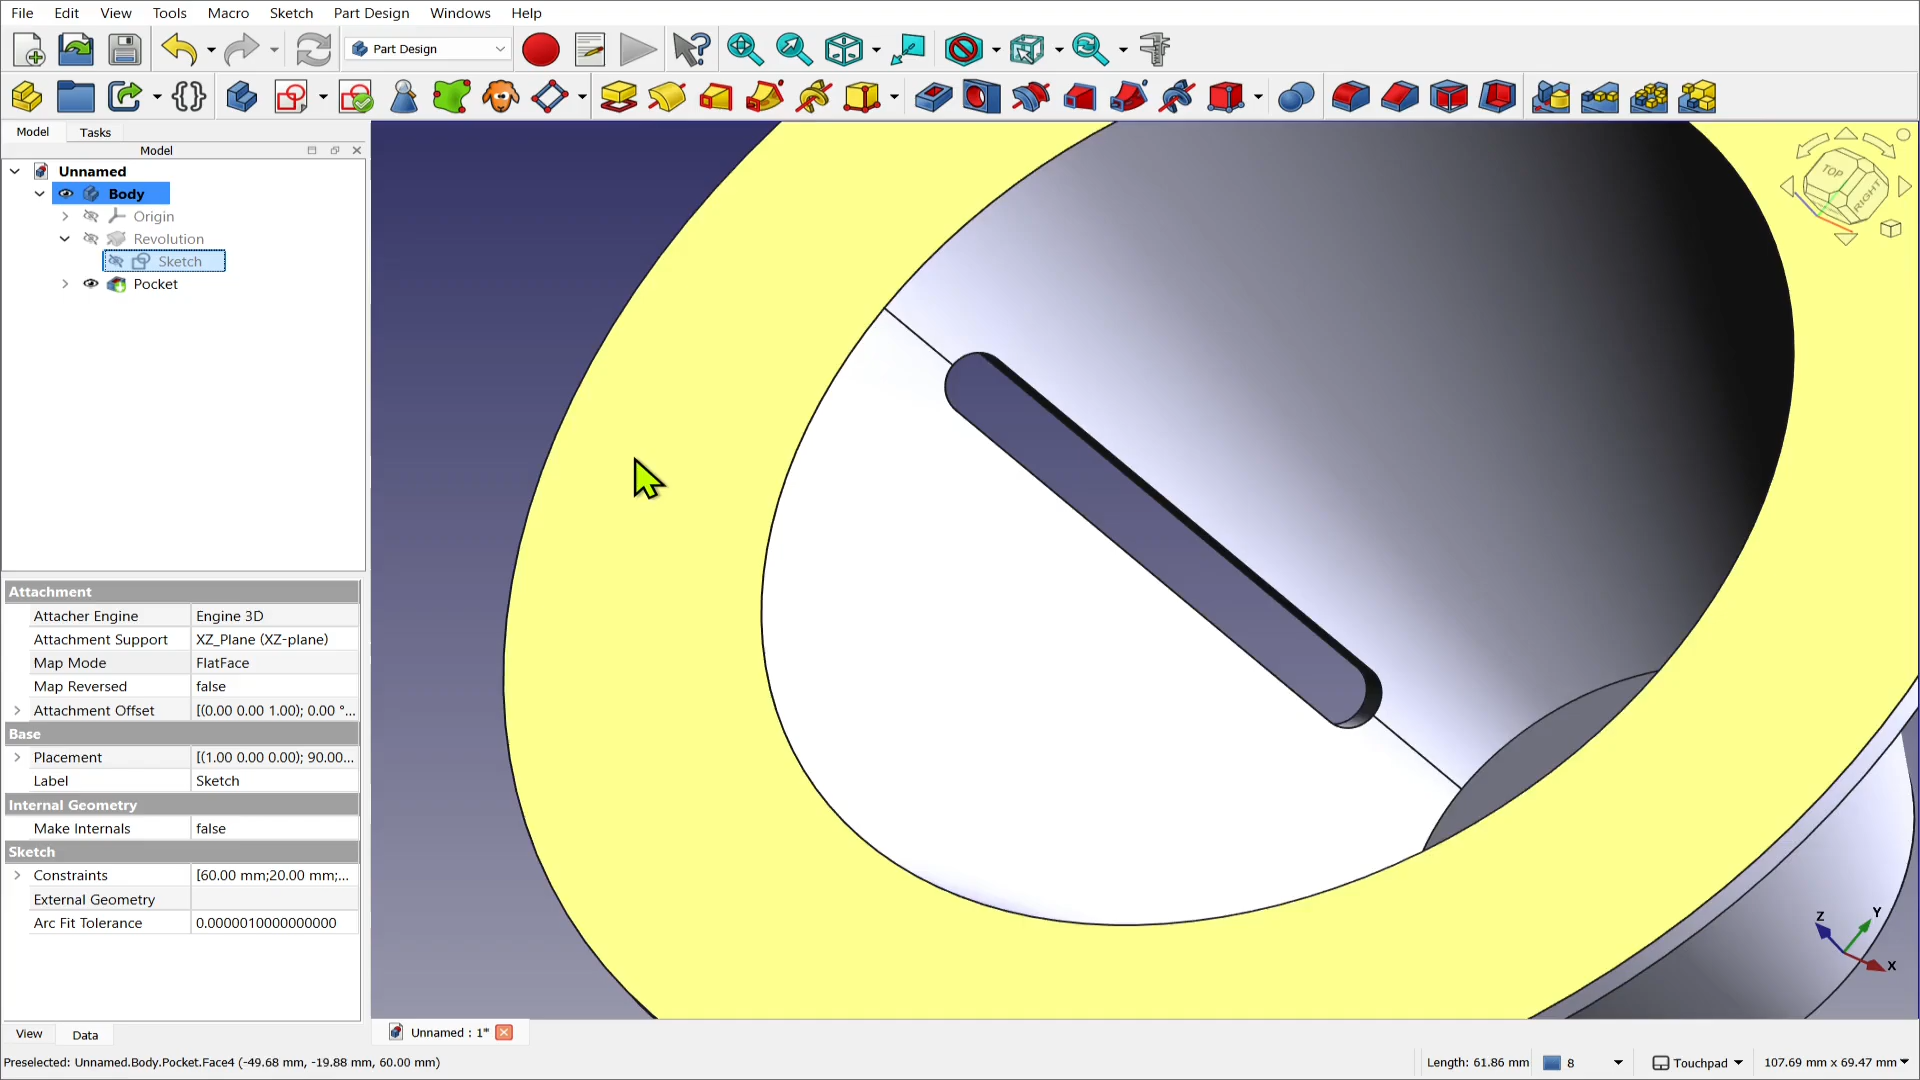 File Edit View Tools Macro Sketch Part Design Windows Help
Part Design
Model Tasks
Model
Unnamed
Body
Origin
Revolution
Sketch
Pocket
TOP
RIGHT
Attachment
Attacher Engine Engine 3D
Attachment Support XZ_Plane (XZ-plane)
Map Mode FlatFace
Map Reversed false
Attachment Offset [(0.00 0.00 1.00); 0.00 °...
Base
Placement [(1.00 0.00 0.00); 90.00...
Label Sketch
Internal Geometry
Make Internals false
Sketch
Constraints [60.00 mm;20.00 mm;...
External Geometry
Arc Fit Tolerance 0.0000010000000000
Z Y
X
View Data
Unnamed : 1*
Preselected: Unnamed.Body.Pocket.Face4 (-49.68 mm, -19.88 mm, 60.00 mm) Length: 61.86 mm 8 Touchpad 107.69 mm x 69.47 mm